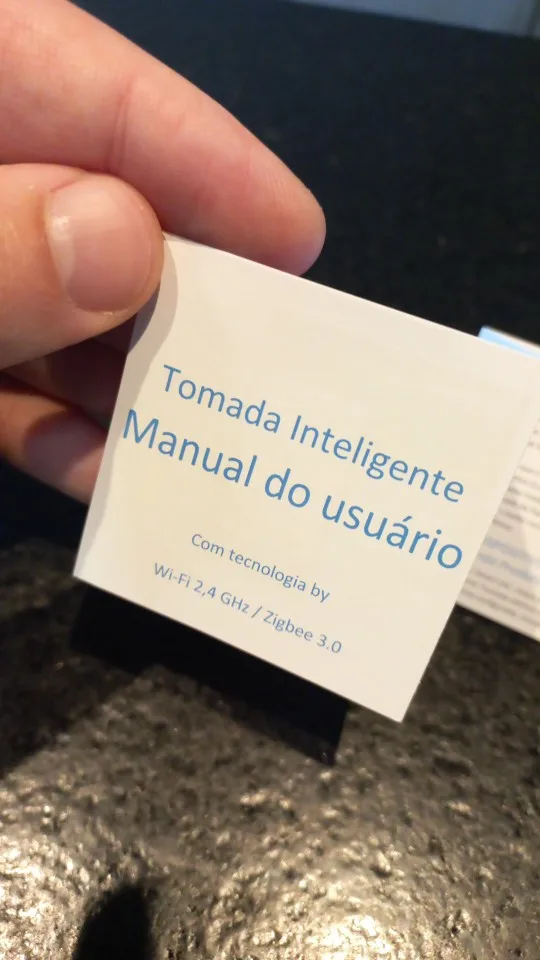 Tomada Inteligente
Manual do usuário
Com tecnologia by
Wi-Fi 2,4 GHz / Zigbee 3.0